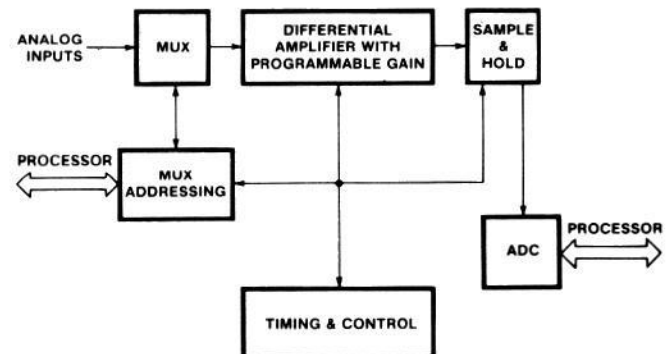 ANALOG
INPUTS
MUX
DIFFERENTIAL
AMPLIFIER WITH
PROGRAMMABLE GAIN
SAMPLE
&
HOLD
PROCESSOR
MUX
ADDRESSING
PROCESSOR
ADC
TIMING & CONTROL